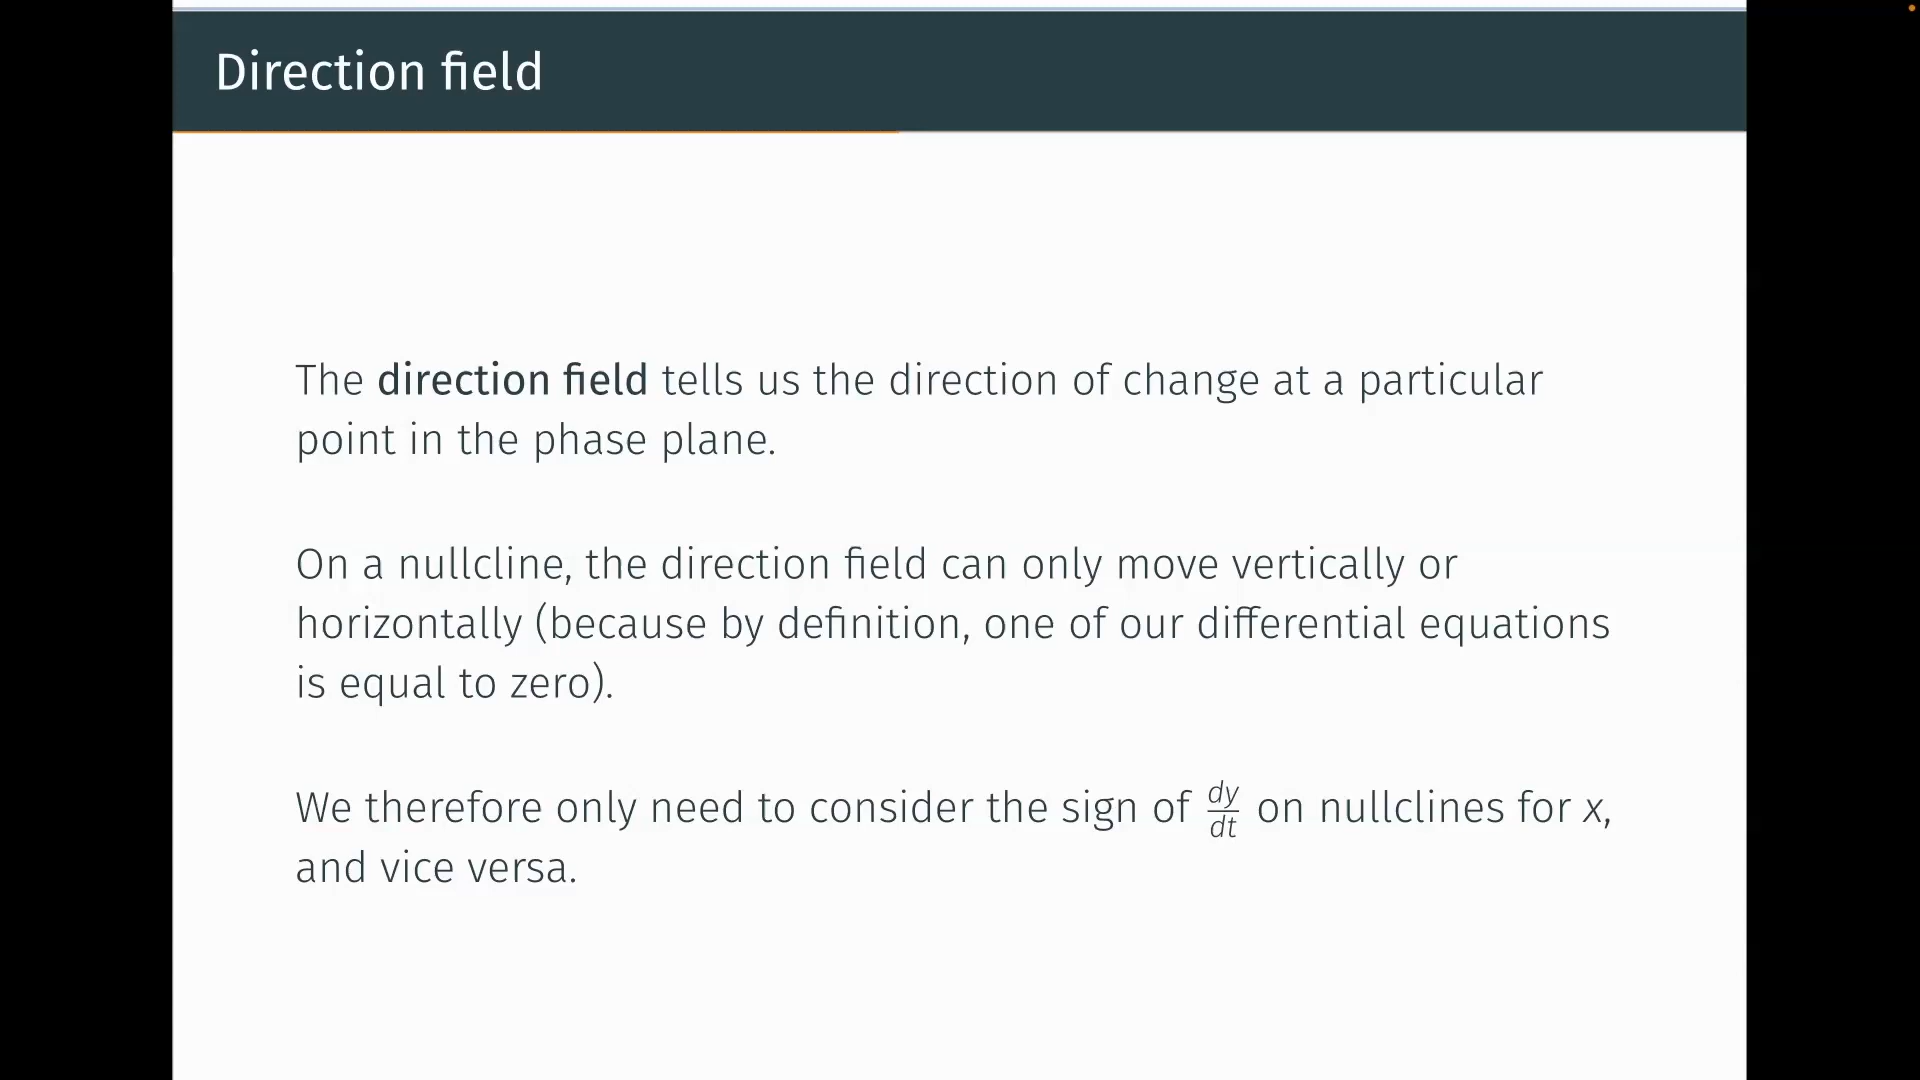 Direction field
The direction field tells us the direction of change at a particular
point in the phase plane.
On a nullcline, the direction field can only move vertically or
horizontally (because by definition, one of our differential equations
is equal to zero).
We therefore only need to consider the sign of dy/dt on nullclines for x,
and vice versa.